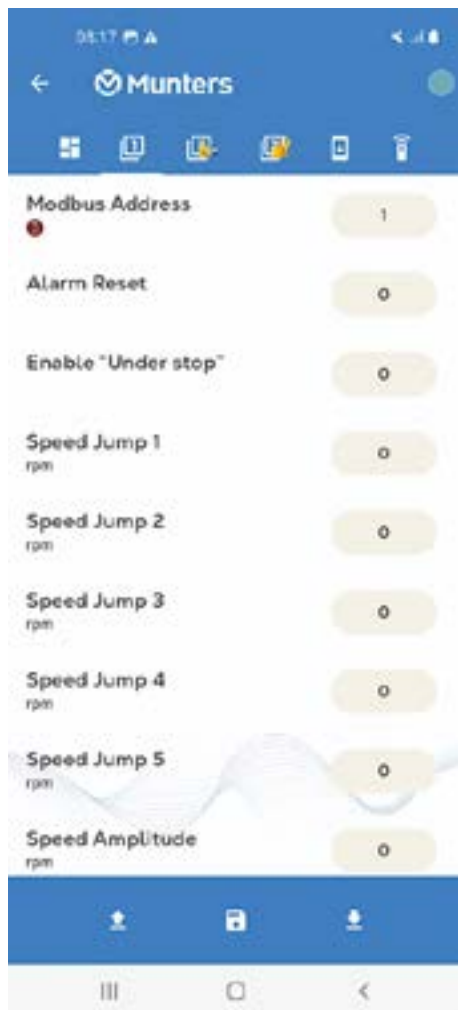 08:17
Munters
Modbus Address
1
Alarm Reset
0
Enable "Under stop"
0
Speed Jump 1
rpm
0
Speed Jump 2
rpm
0
Speed Jump 3
rpm
0
Speed Jump 4
rpm
0
Speed Jump 5
rpm
0
Speed Amplitude
rpm
0